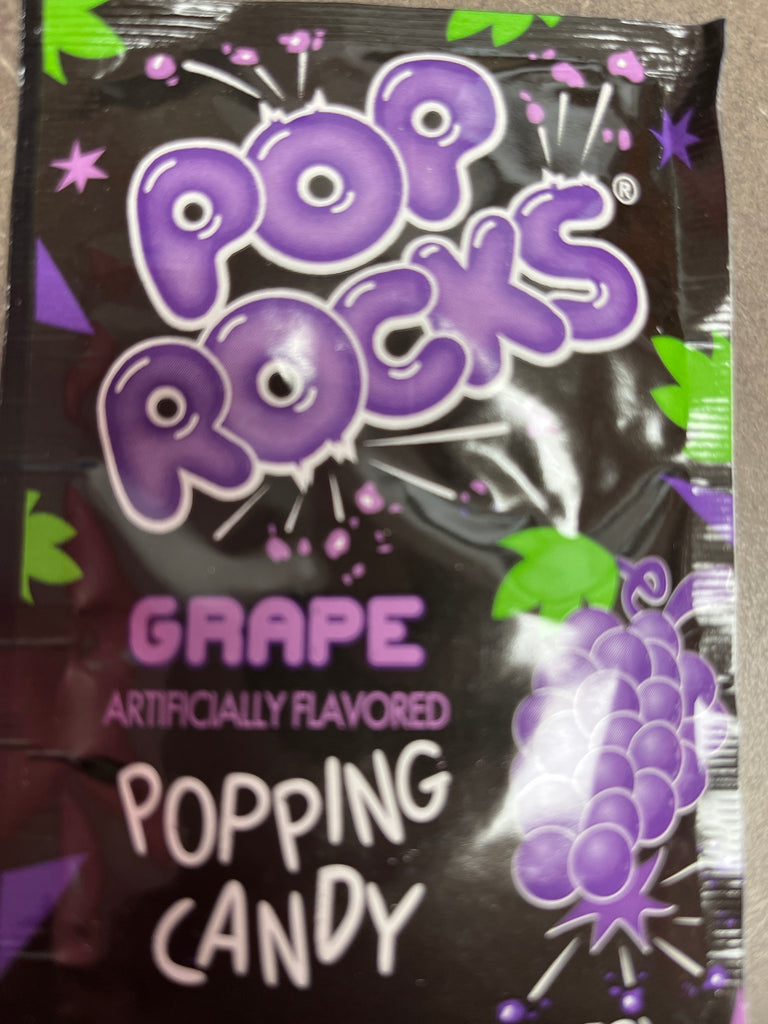 POP
ROCKS®
GRAPE
ARTIFICIALLY FLAVORED
POPPING
CANDY